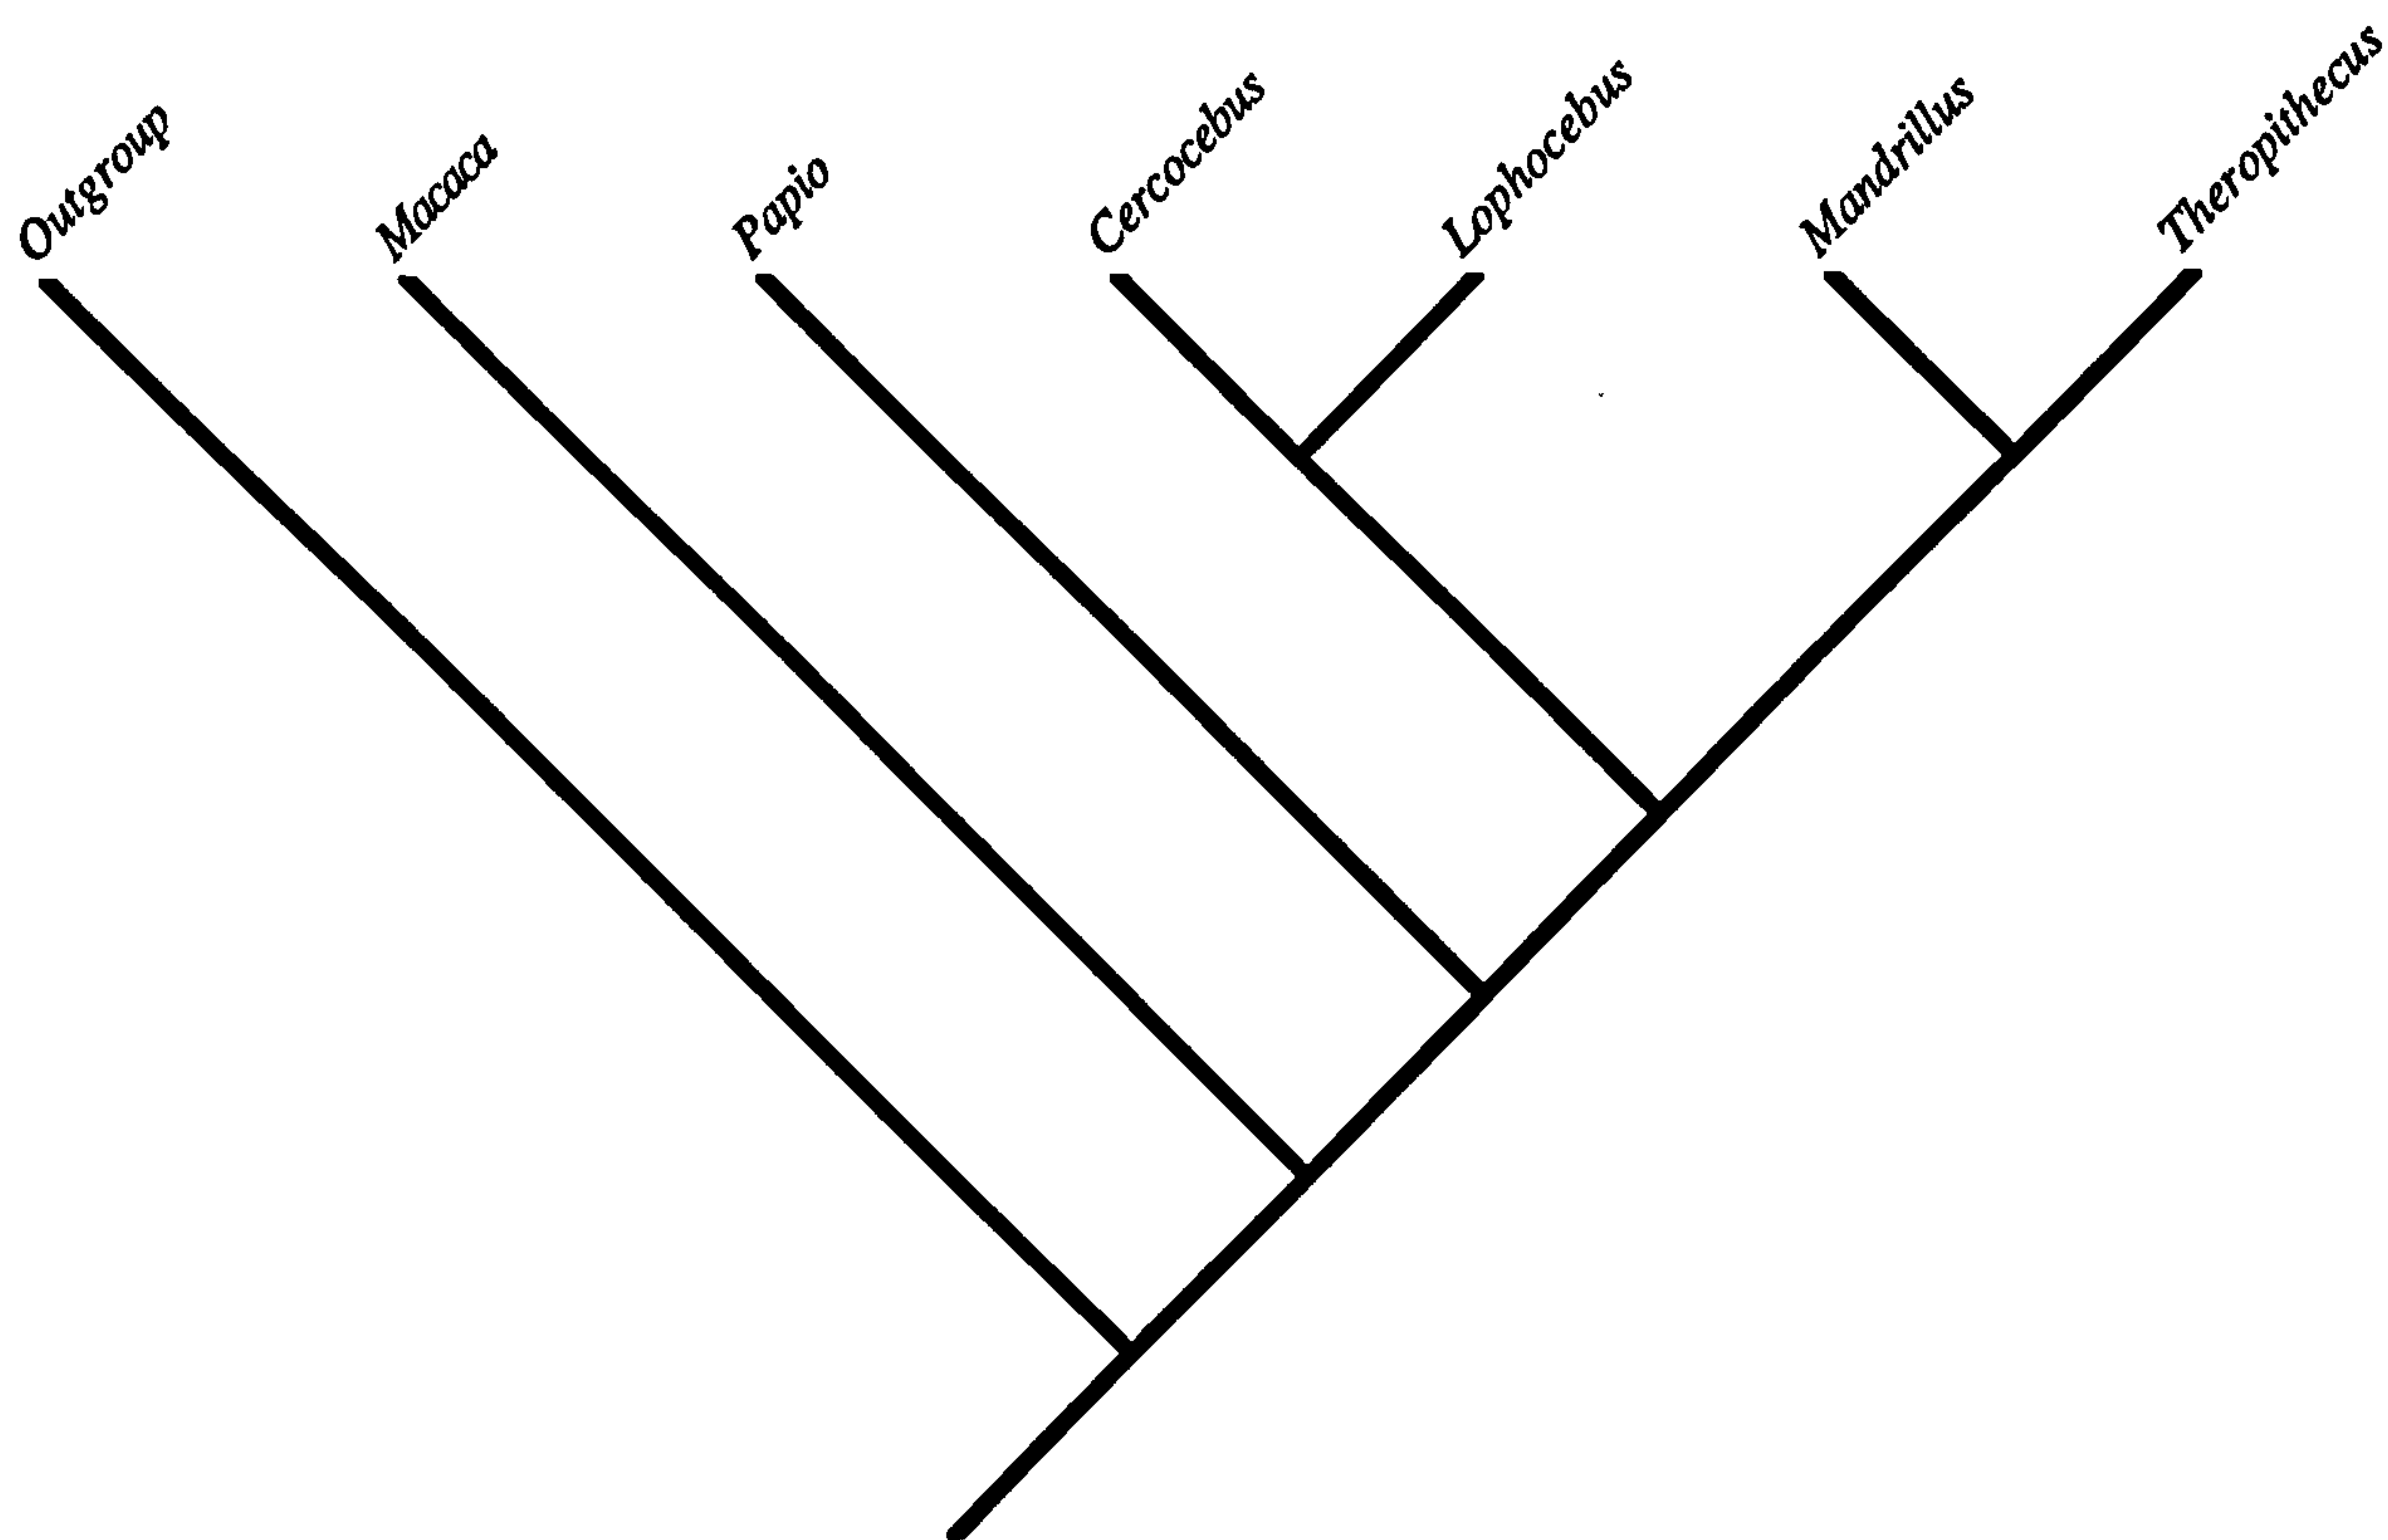 Outgroup
Macaca
Papio
Cercocebus
Lophocebus
Mandrillus
Theropithecus